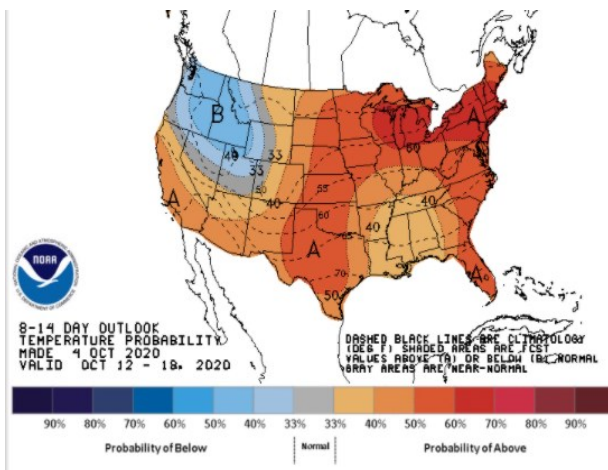 B
33
40
33
50
40
A
55
60
A
65
70
50
40
40
60
A
A
NOAA
8-14 DAY OUTLOOK
TEMPERATURE PROBABILITY
MADE 4 OCT 2020
VALID OCT 12 - 18, 2020
DASHED BLACK LINES ARE CLIMATOLOGY
(DEG F) SHADED AREAS ARE FCST
VALUES ABOVE (A) OR BELOW (B) NORMAL
GRAY AREAS ARE NEAR-NORMAL
90% 80% 70% 60% 50% 40% 33% 33% 40% 50% 60% 70% 80% 90%
Probability of Below Normal Probability of Above